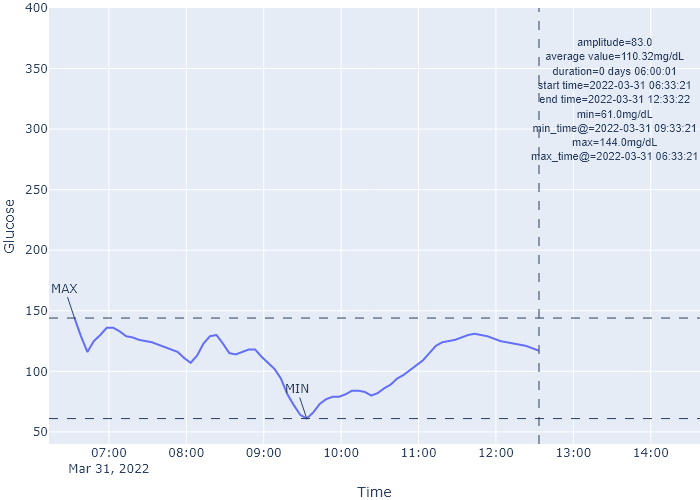 400
350
300
250
200
150
100
50
Glucose
amplitude=83.0
average value=110.32mg/dL
duration=0 days 06:00:01
start time=2022-03-31 06:33:21
end time=2022-03-31 12:33:22
min=61.0mg/dL
min_time@=2022-03-31 09:33:21
max=144.0mg/dL
max_time@=2022-03-31 06:33:21
MAX
MIN
07:00 08:00 09:00 10:00 11:00 12:00 13:00 14:00
Mar 31, 2022
Time